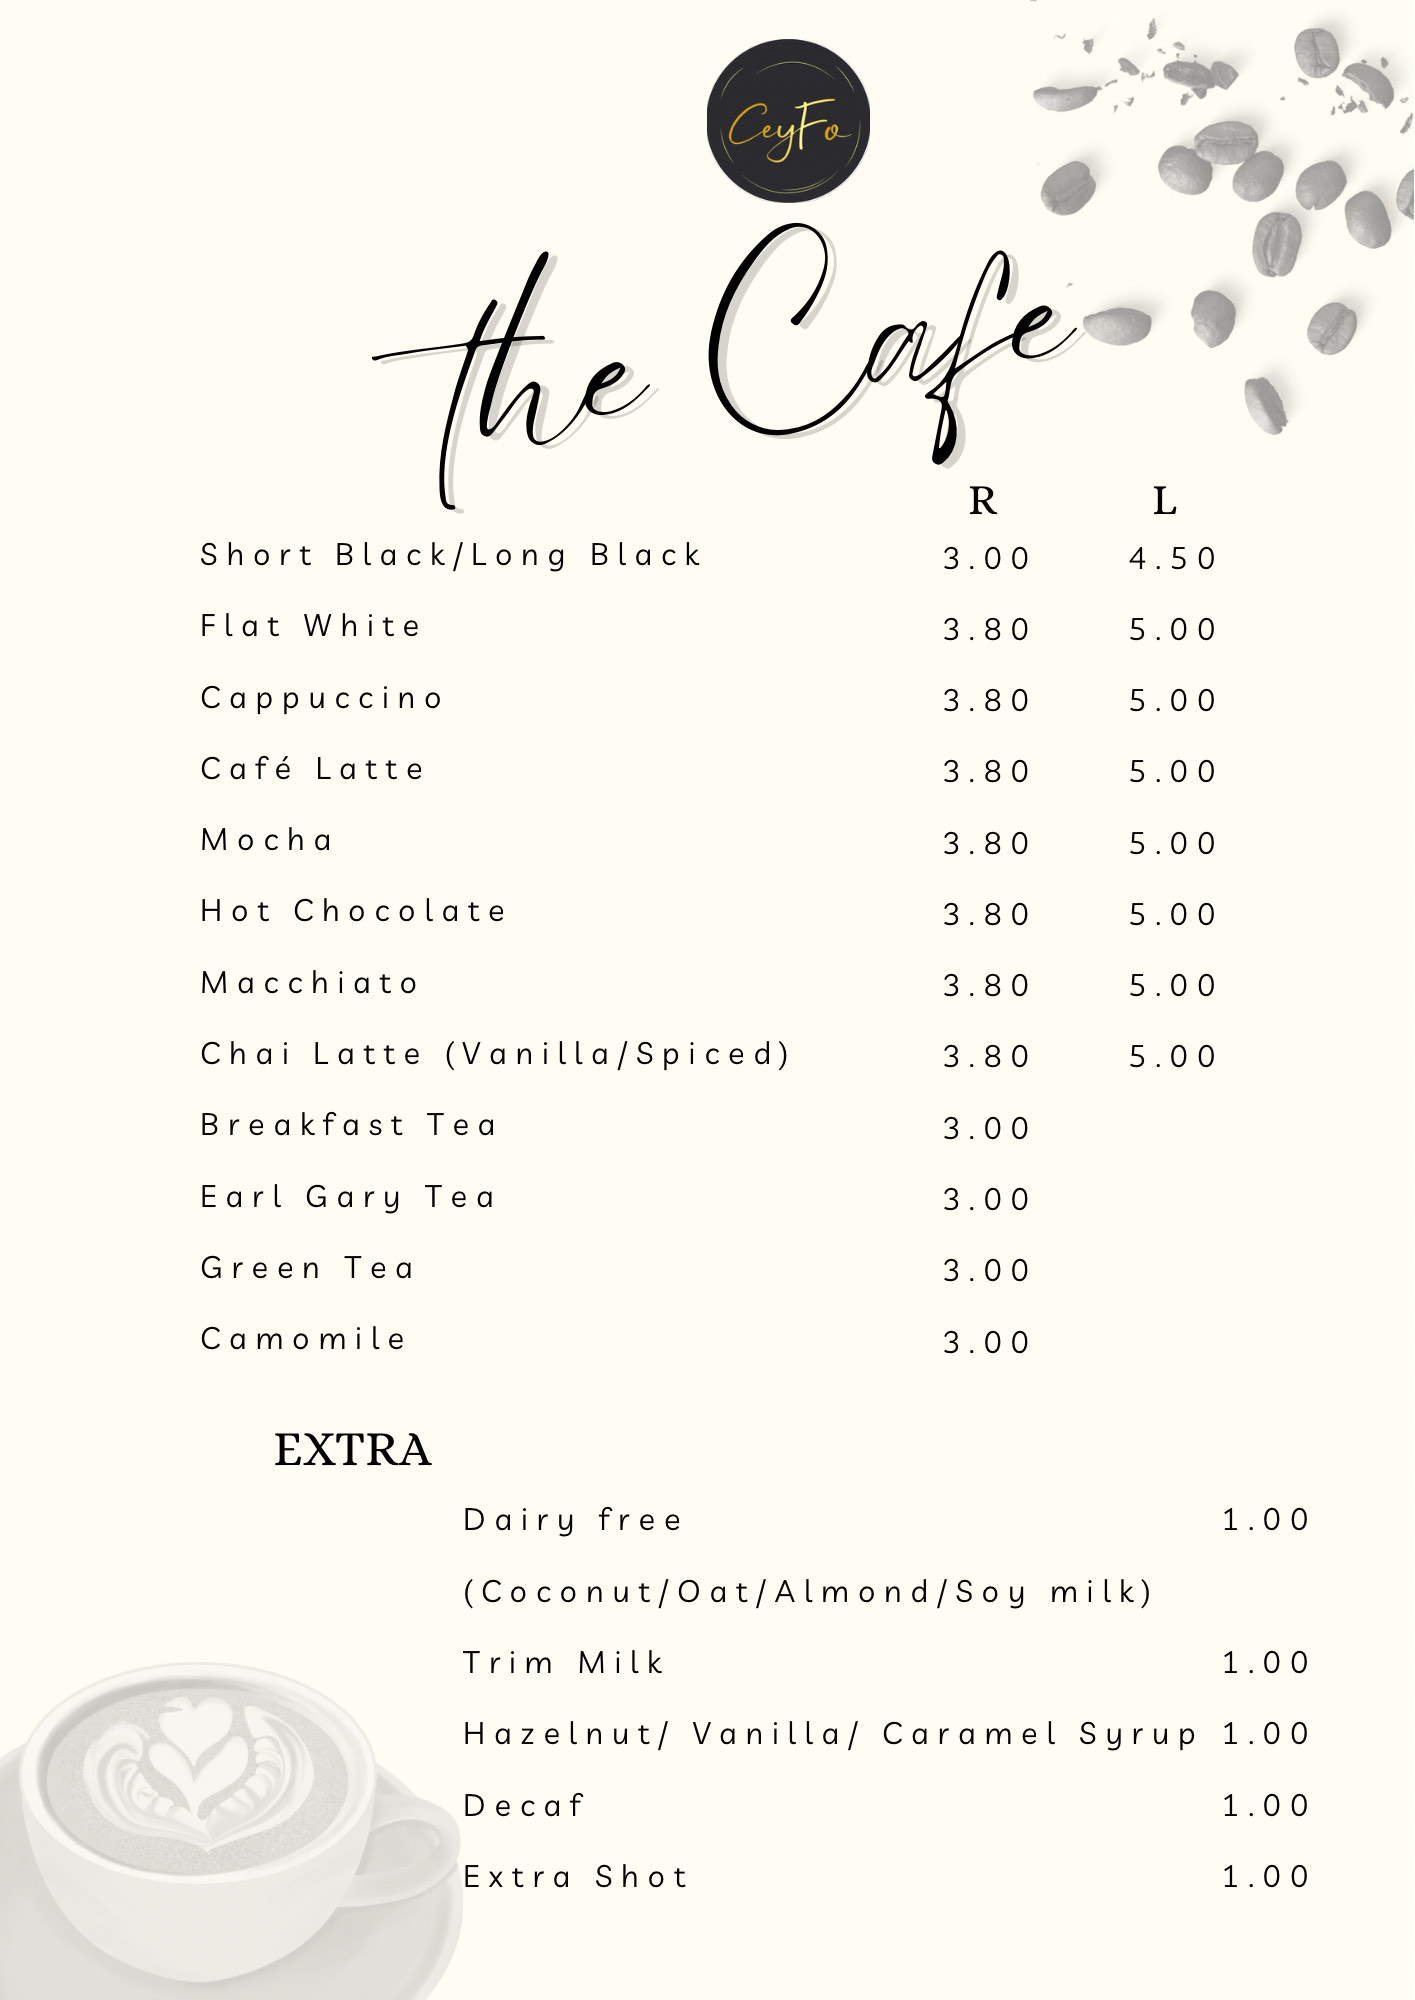 CeyFo
the Cafe
R L
Short Black/Long Black 3.00 4.50
Flat White 3.80 5.00
Cappuccino 3.80 5.00
Café Latte 3.80 5.00
Mocha 3.80 5.00
Hot Chocolate 3.80 5.00
Macchiato 3.80 5.00
Chai Latte (Vanilla/Spiced) 3.80 5.00
Breakfast Tea 3.00
Earl Gary Tea 3.00
Green Tea 3.00
Camomile 3.00
EXTRA
Dairy free 1.00
(Coconut/Oat/Almond/Soy milk)
Trim Milk 1.00
Hazelnut/ Vanilla/ Caramel Syrup 1.00
Decaf 1.00
Extra Shot 1.00